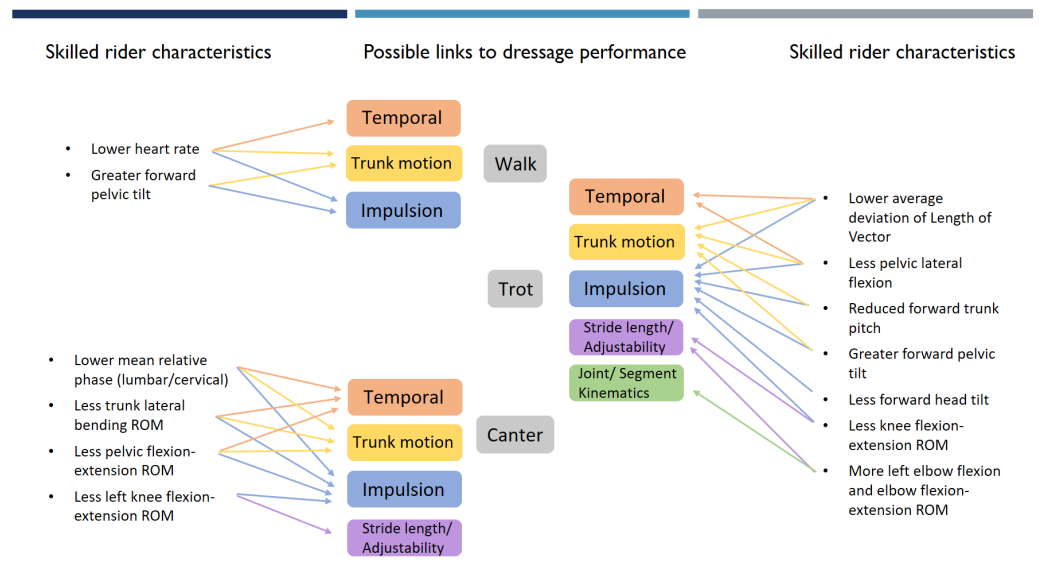 Skilled rider characteristics
Possible links to dressage performance
Skilled rider characteristics
• Lower heart rate
• Greater forward
pelvic tilt
Temporal
Trunk motion
Impulsion
Walk
Temporal
Trunk motion
Impulsion
Stride length/
Adjustability
Joint/ Segment
Kinematics
Trot
• Lower average
deviation of Length of
Vector
• Less pelvic lateral
flexion
• Reduced forward trunk
pitch
• Greater forward pelvic
tilt
• Less forward head tilt
• Less knee flexion-
extension ROM
• More left elbow flexion
and elbow flexion-
extension ROM
• Lower mean relative
phase (lumbar/cervical)
• Less trunk lateral
bending ROM
• Less pelvic flexion-
extension ROM
• Less left knee flexion-
extension ROM
Temporal
Trunk motion
Impulsion
Stride length/
Adjustability
Canter